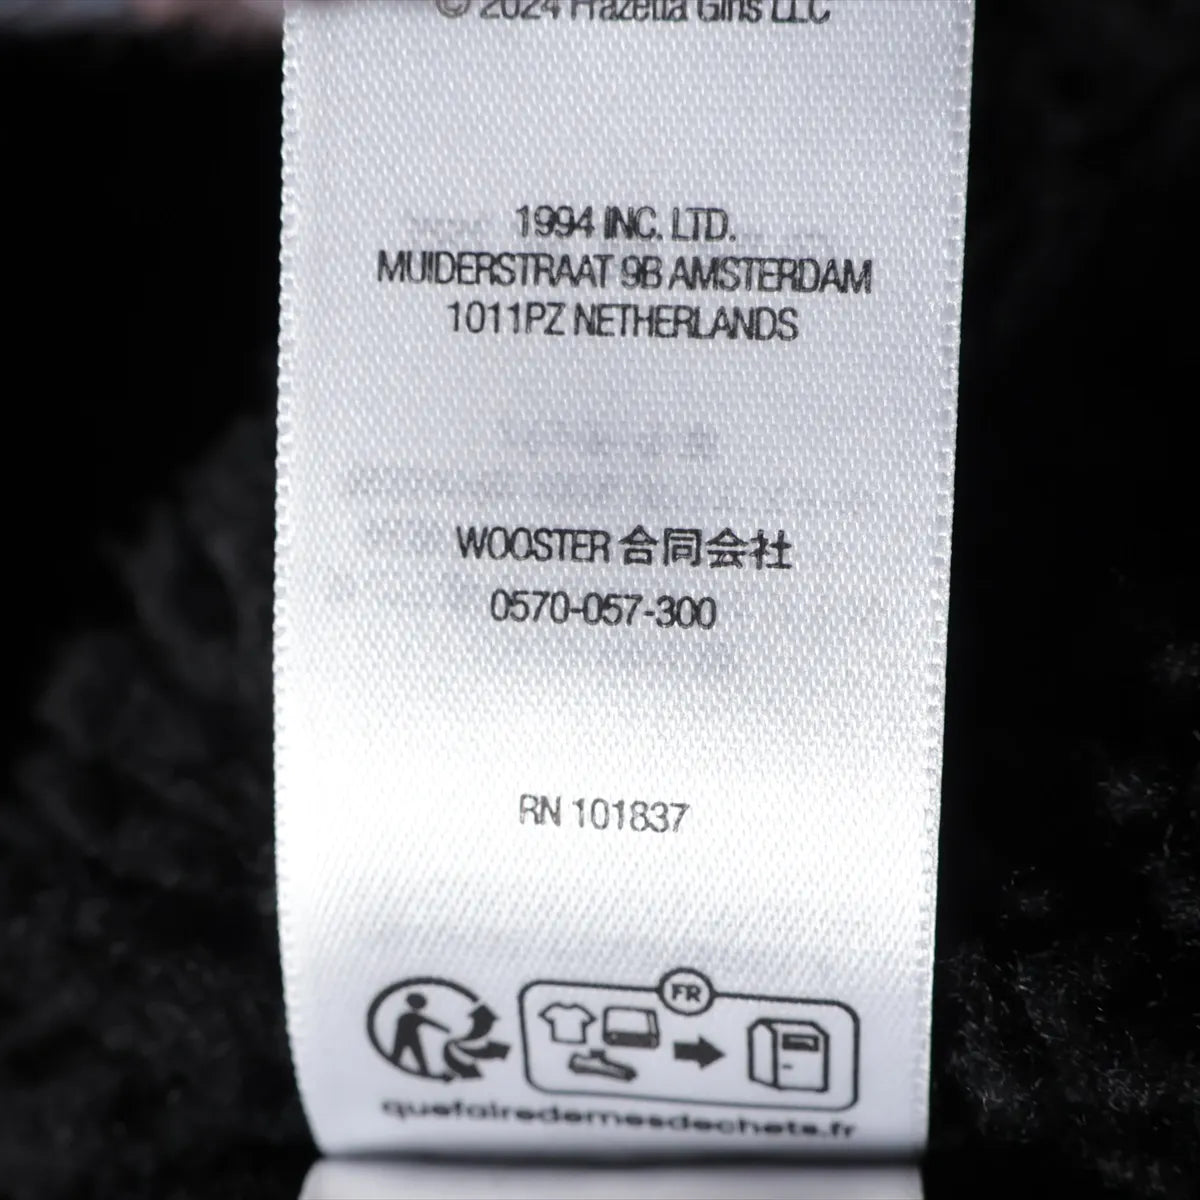 © 2024 Frazetta Girls LLC
1994 INC. LTD.
MUIDERSTRAAT 9B AMSTERDAM
1011PZ NETHERLANDS
WOOSTER 合同会社
0570-057-300
RN 101837
FR
quefairedemesdechets.fr